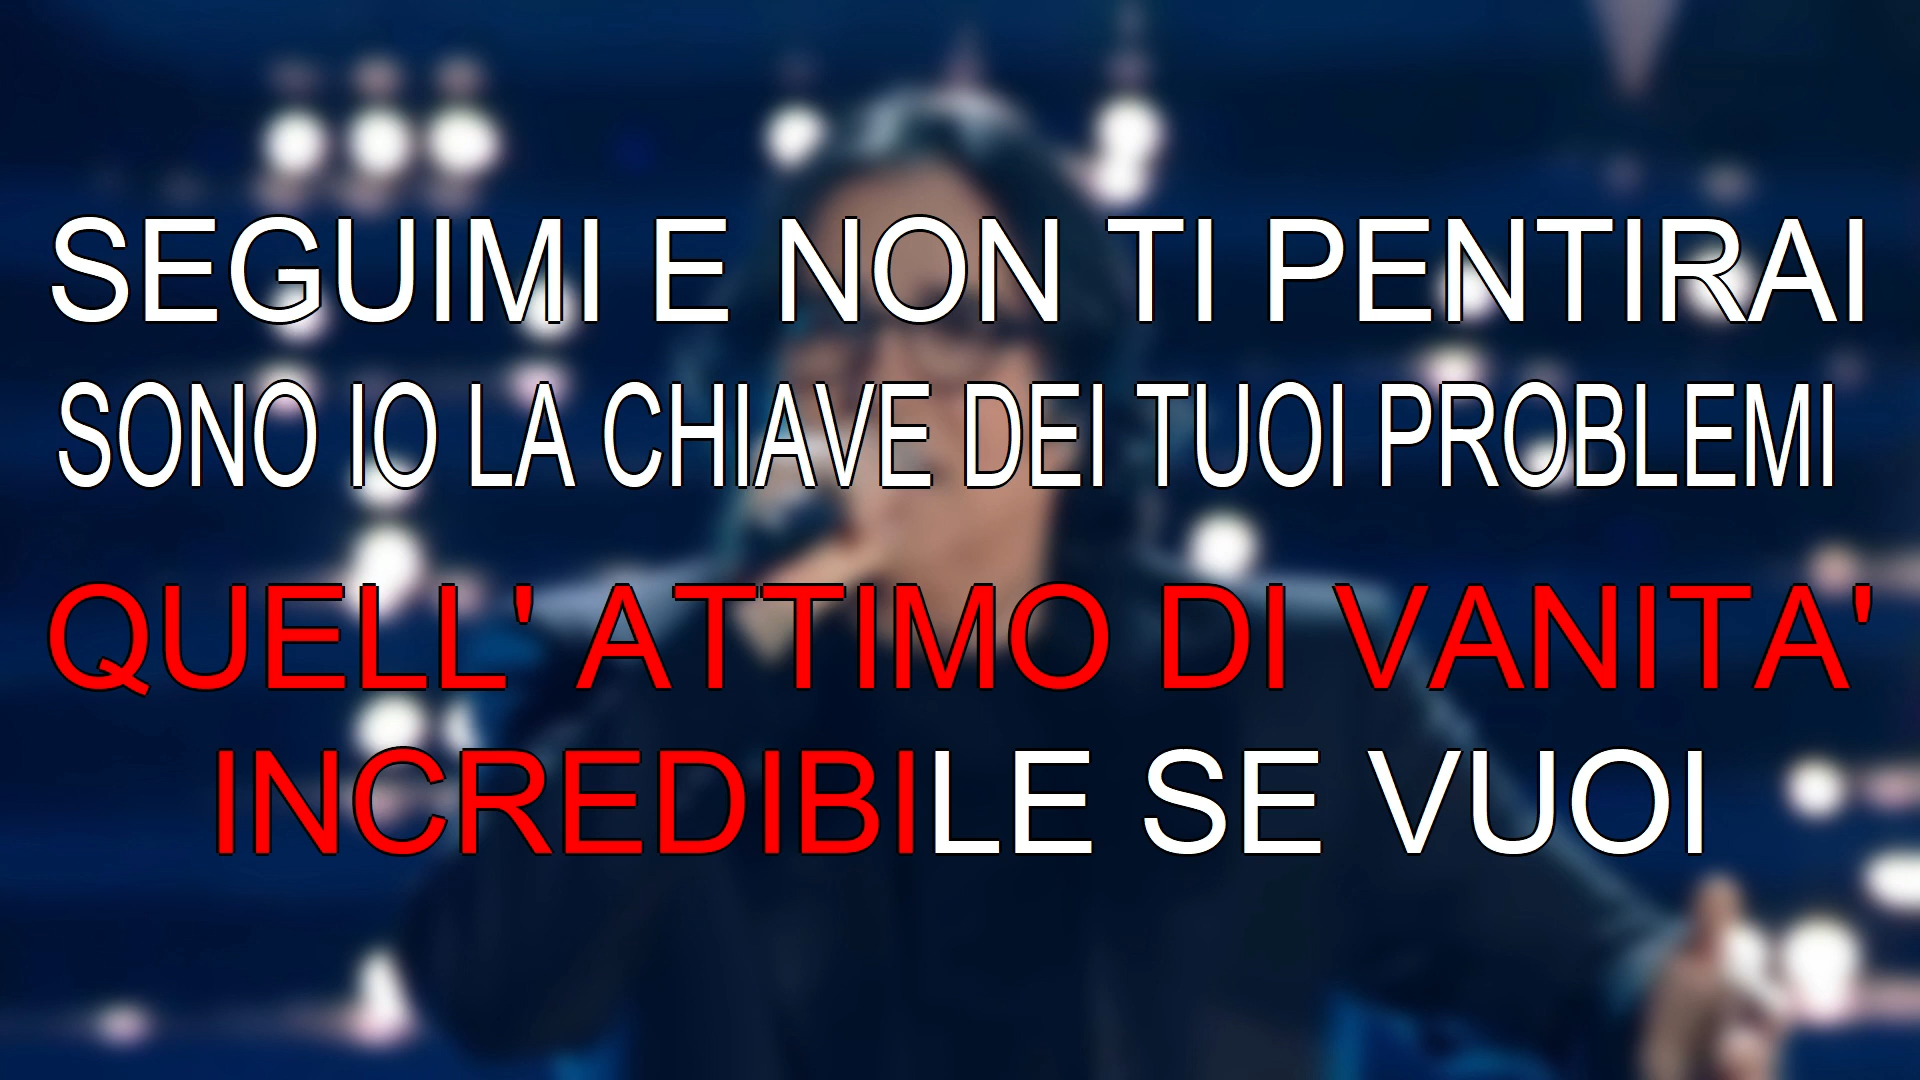 SEGUIMI E NON TI PENTIRAI
SONO IO LA CHIAVE DEI TUOI PROBLEMI
QUELL' ATTIMO DI VANITA'
INCREDIBILE SE VUOI